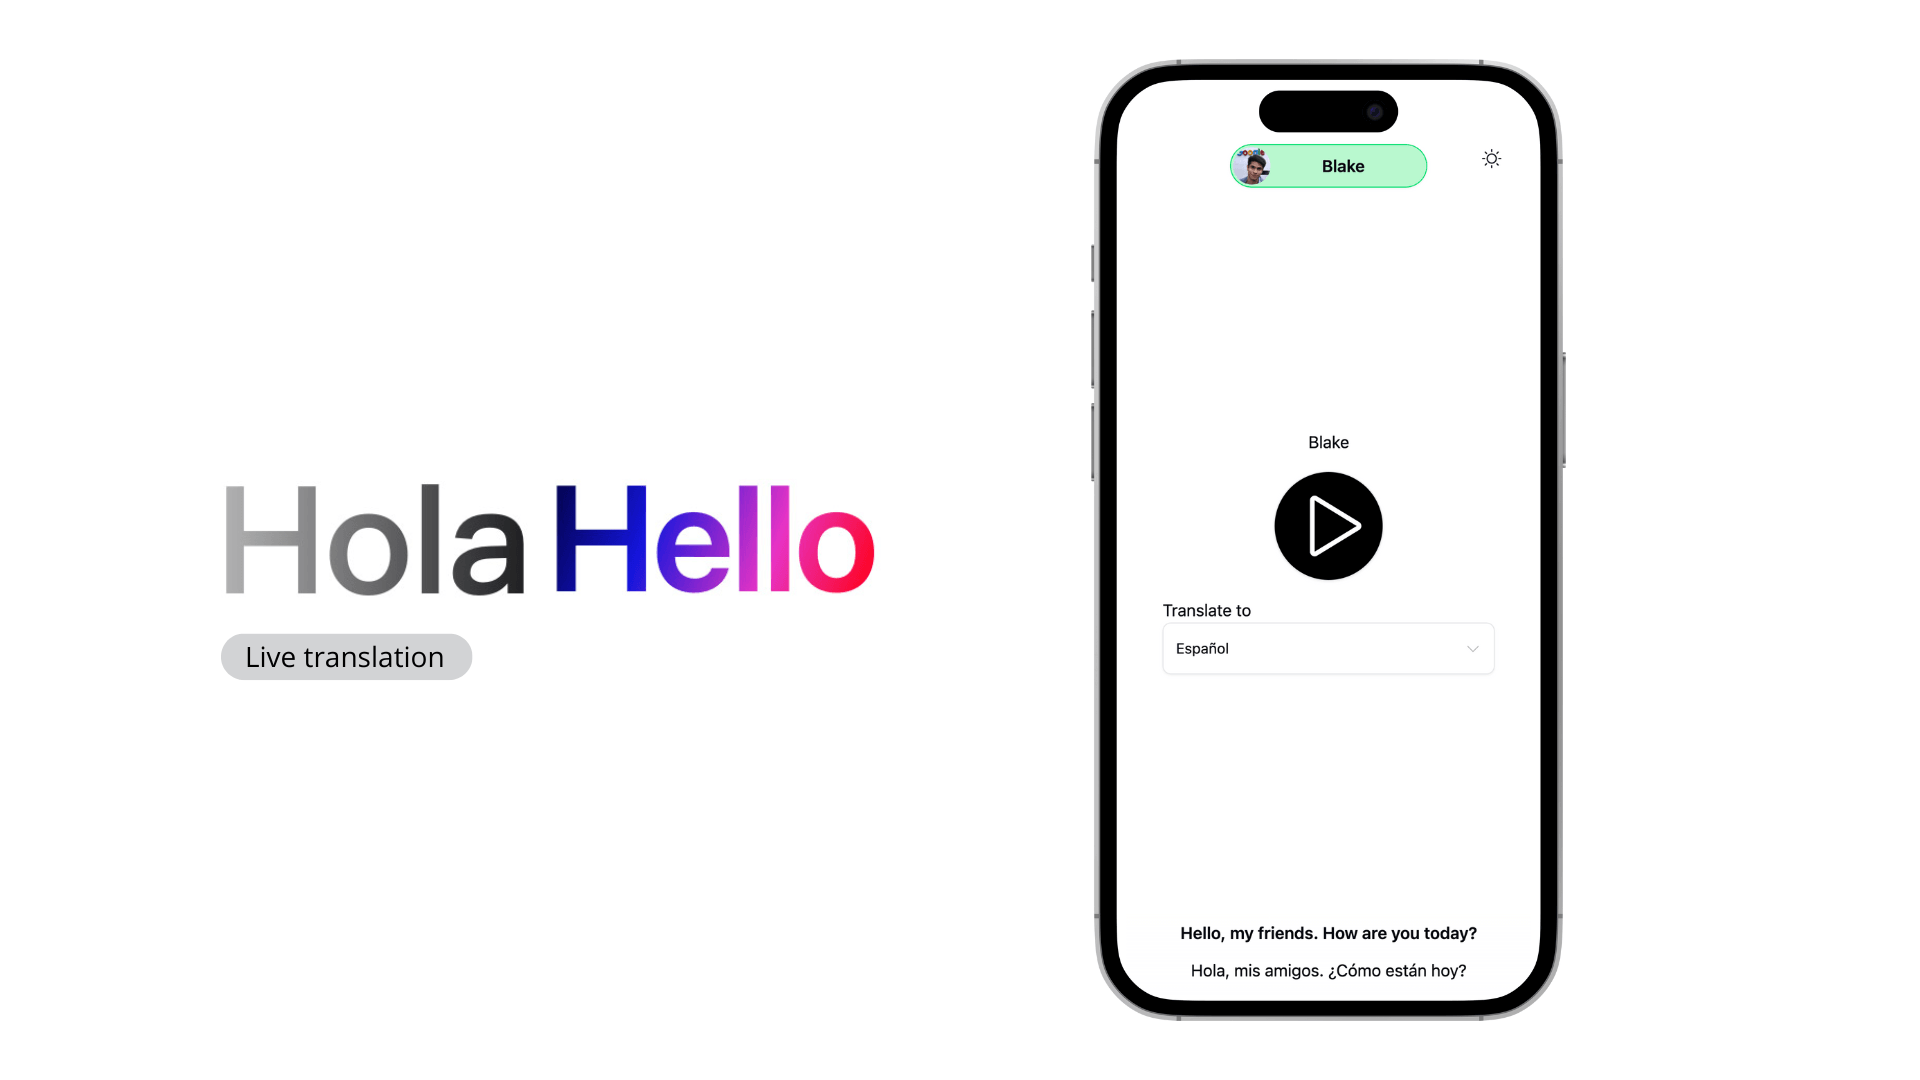 Hola Hello
Live translation
Google
Blake
Blake
Translate to
Español
Hello, my friends. How are you today?
Hola, mis amigos. ¿Cómo están hoy?